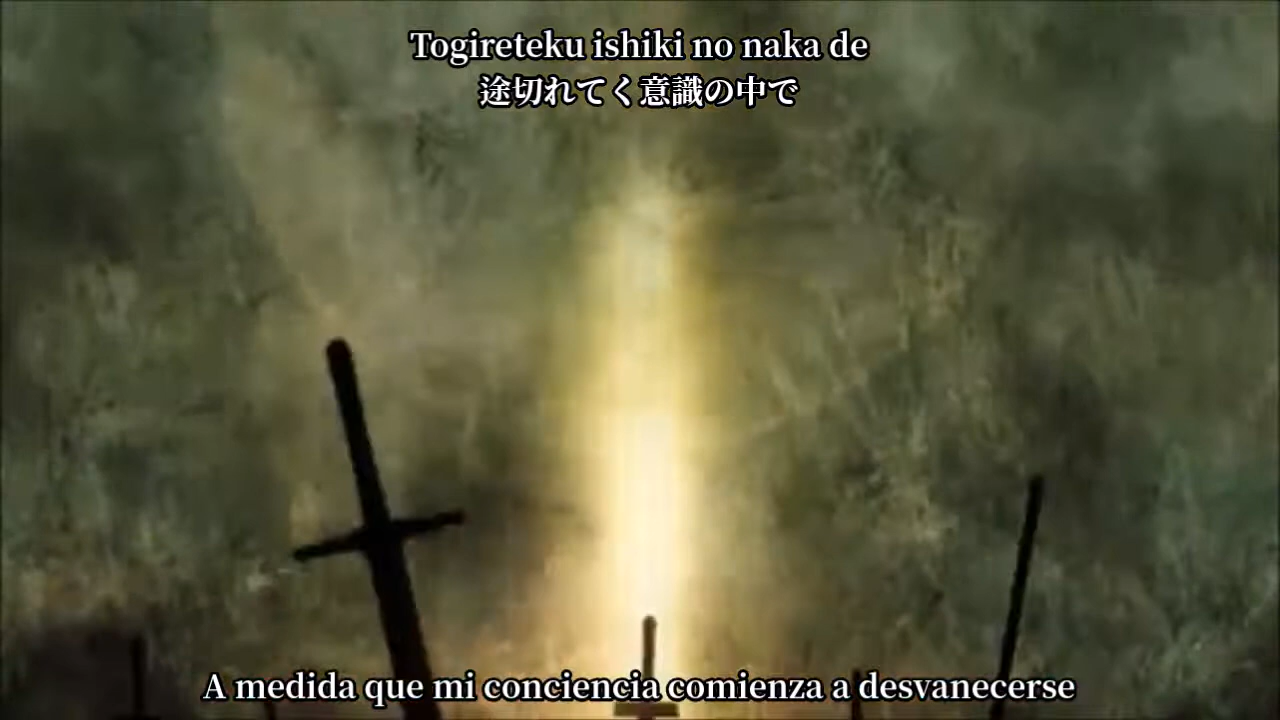 Togireteku ishiki no naka de
途切れてく意識の中で
A medida que mi conciencia comienza a desvanecerse